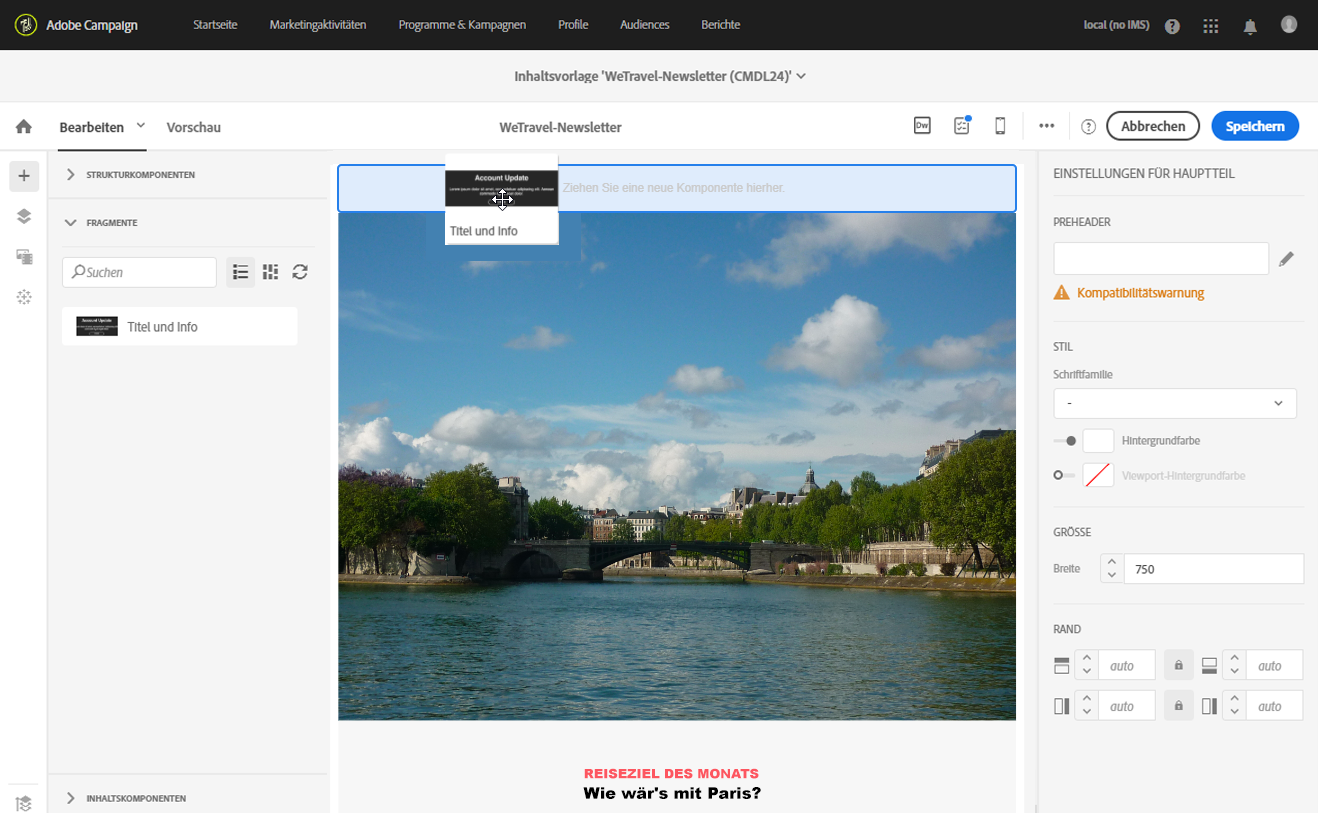 Adobe Campaign
Startseite
Marketingaktivitäten
Programme & Kampagnen
Profile
Audiences
Berichte
local (no IMS)
Inhaltsvorlage 'WeTravel-Newsletter (CMDL24)'
Bearbeiten
Vorschau
WeTravel-Newsletter
Dw
Abbrechen
Speichern
STRUKTURKOMPONENTEN
FRAGMENTE
Suchen
Account Update
Titel und Info
INHALTSKOMPONENTEN
Account Update
Titel und Info
Ziehen Sie eine neue Komponente hierher.
REISEZIEL DES MONATS
Wie wär's mit Paris?
EINSTELLUNGEN FÜR HAUPTTEIL
PREHEADER
Kompatibilitätswarnung
STIL
Schriftfamilie
-
Hintergrundfarbe
Viewport-Hintergrundfarbe
GRÖSSE
Breite
750
RAND
auto
auto
auto
auto